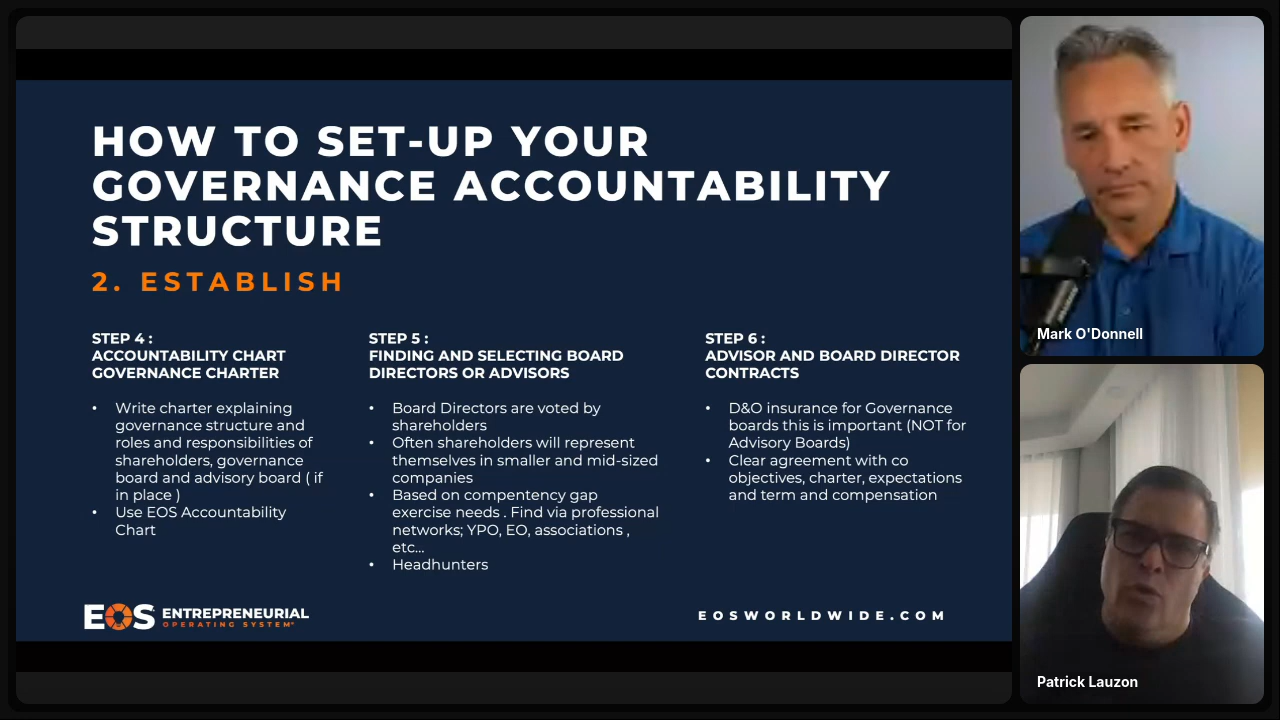 HOW TO SET-UP YOUR
GOVERNANCE ACCOUNTABILITY
STRUCTURE
2. ESTABLISH
STEP 4 :
ACCOUNTABILITY CHART
GOVERNANCE CHARTER
• Write charter explaining
governance structure and
roles and responsibilities of
shareholders, governance
board and advisory board ( if
in place )
• Use EOS Accountability
Chart
STEP 5 :
FINDING AND SELECTING BOARD
DIRECTORS OR ADVISORS
• Board Directors are voted by
shareholders
• Often shareholders will represent
themselves in smaller and mid-sized
companies
• Based on compentency gap
exercise needs . Find via professional
networks; YPO, EO, associations ,
etc...
• Headhunters
STEP 6 :
ADVISOR AND BOARD DIRECTOR
CONTRACTS
• D&O insurance for Governance
boards this is important (NOT for
Advisory Boards)
• Clear agreement with co
objectives, charter, expectations
and term and compensation
EOS ENTREPRENEURIAL
OPERATING SYSTEM
EOSWORLDWIDE.COM
Mark O'Donnell
Patrick Lauzon